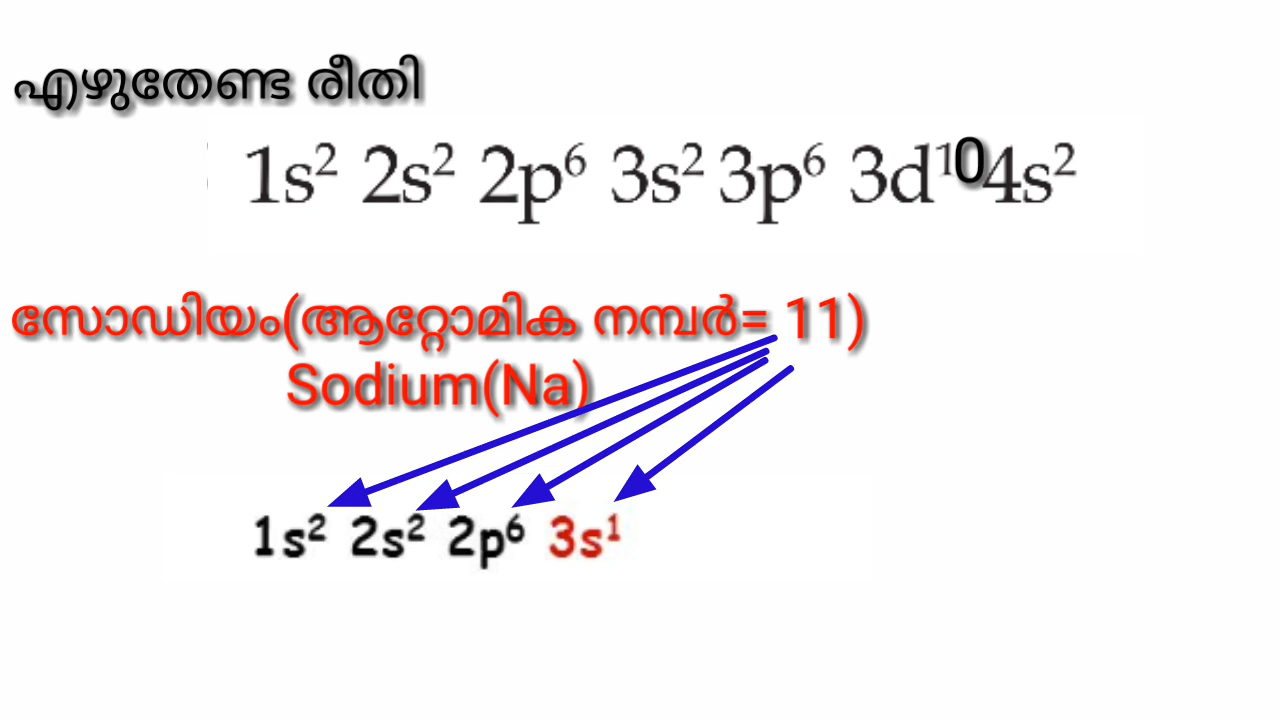 എഴുതേണ്ട രീതി
1s² 2s² 2p⁶ 3s² 3p⁶ 3d¹⁰ 4s²
സോഡിയം(ആറ്റോമിക നമ്പർ= 11)
Sodium(Na)
1s² 2s² 2p⁶ 3s¹